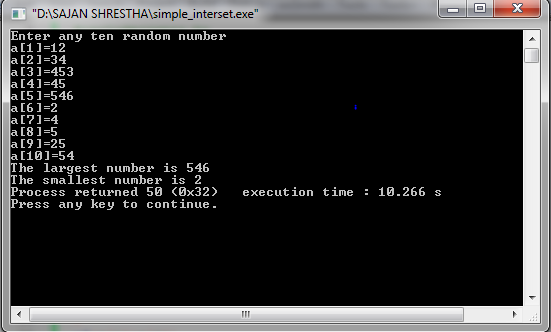 "D:\SAJAN SHRESTHA\simple_interset.exe"
Enter any ten random number
a[1]=12
a[2]=34
a[3]=453
a[4]=45
a[5]=546
a[6]=2
a[7]=4
a[8]=5
a[9]=25
a[10]=54
The largest number is 546
The smallest number is 2
Process returned 50 (0x32)   execution time : 10.266 s
Press any key to continue.